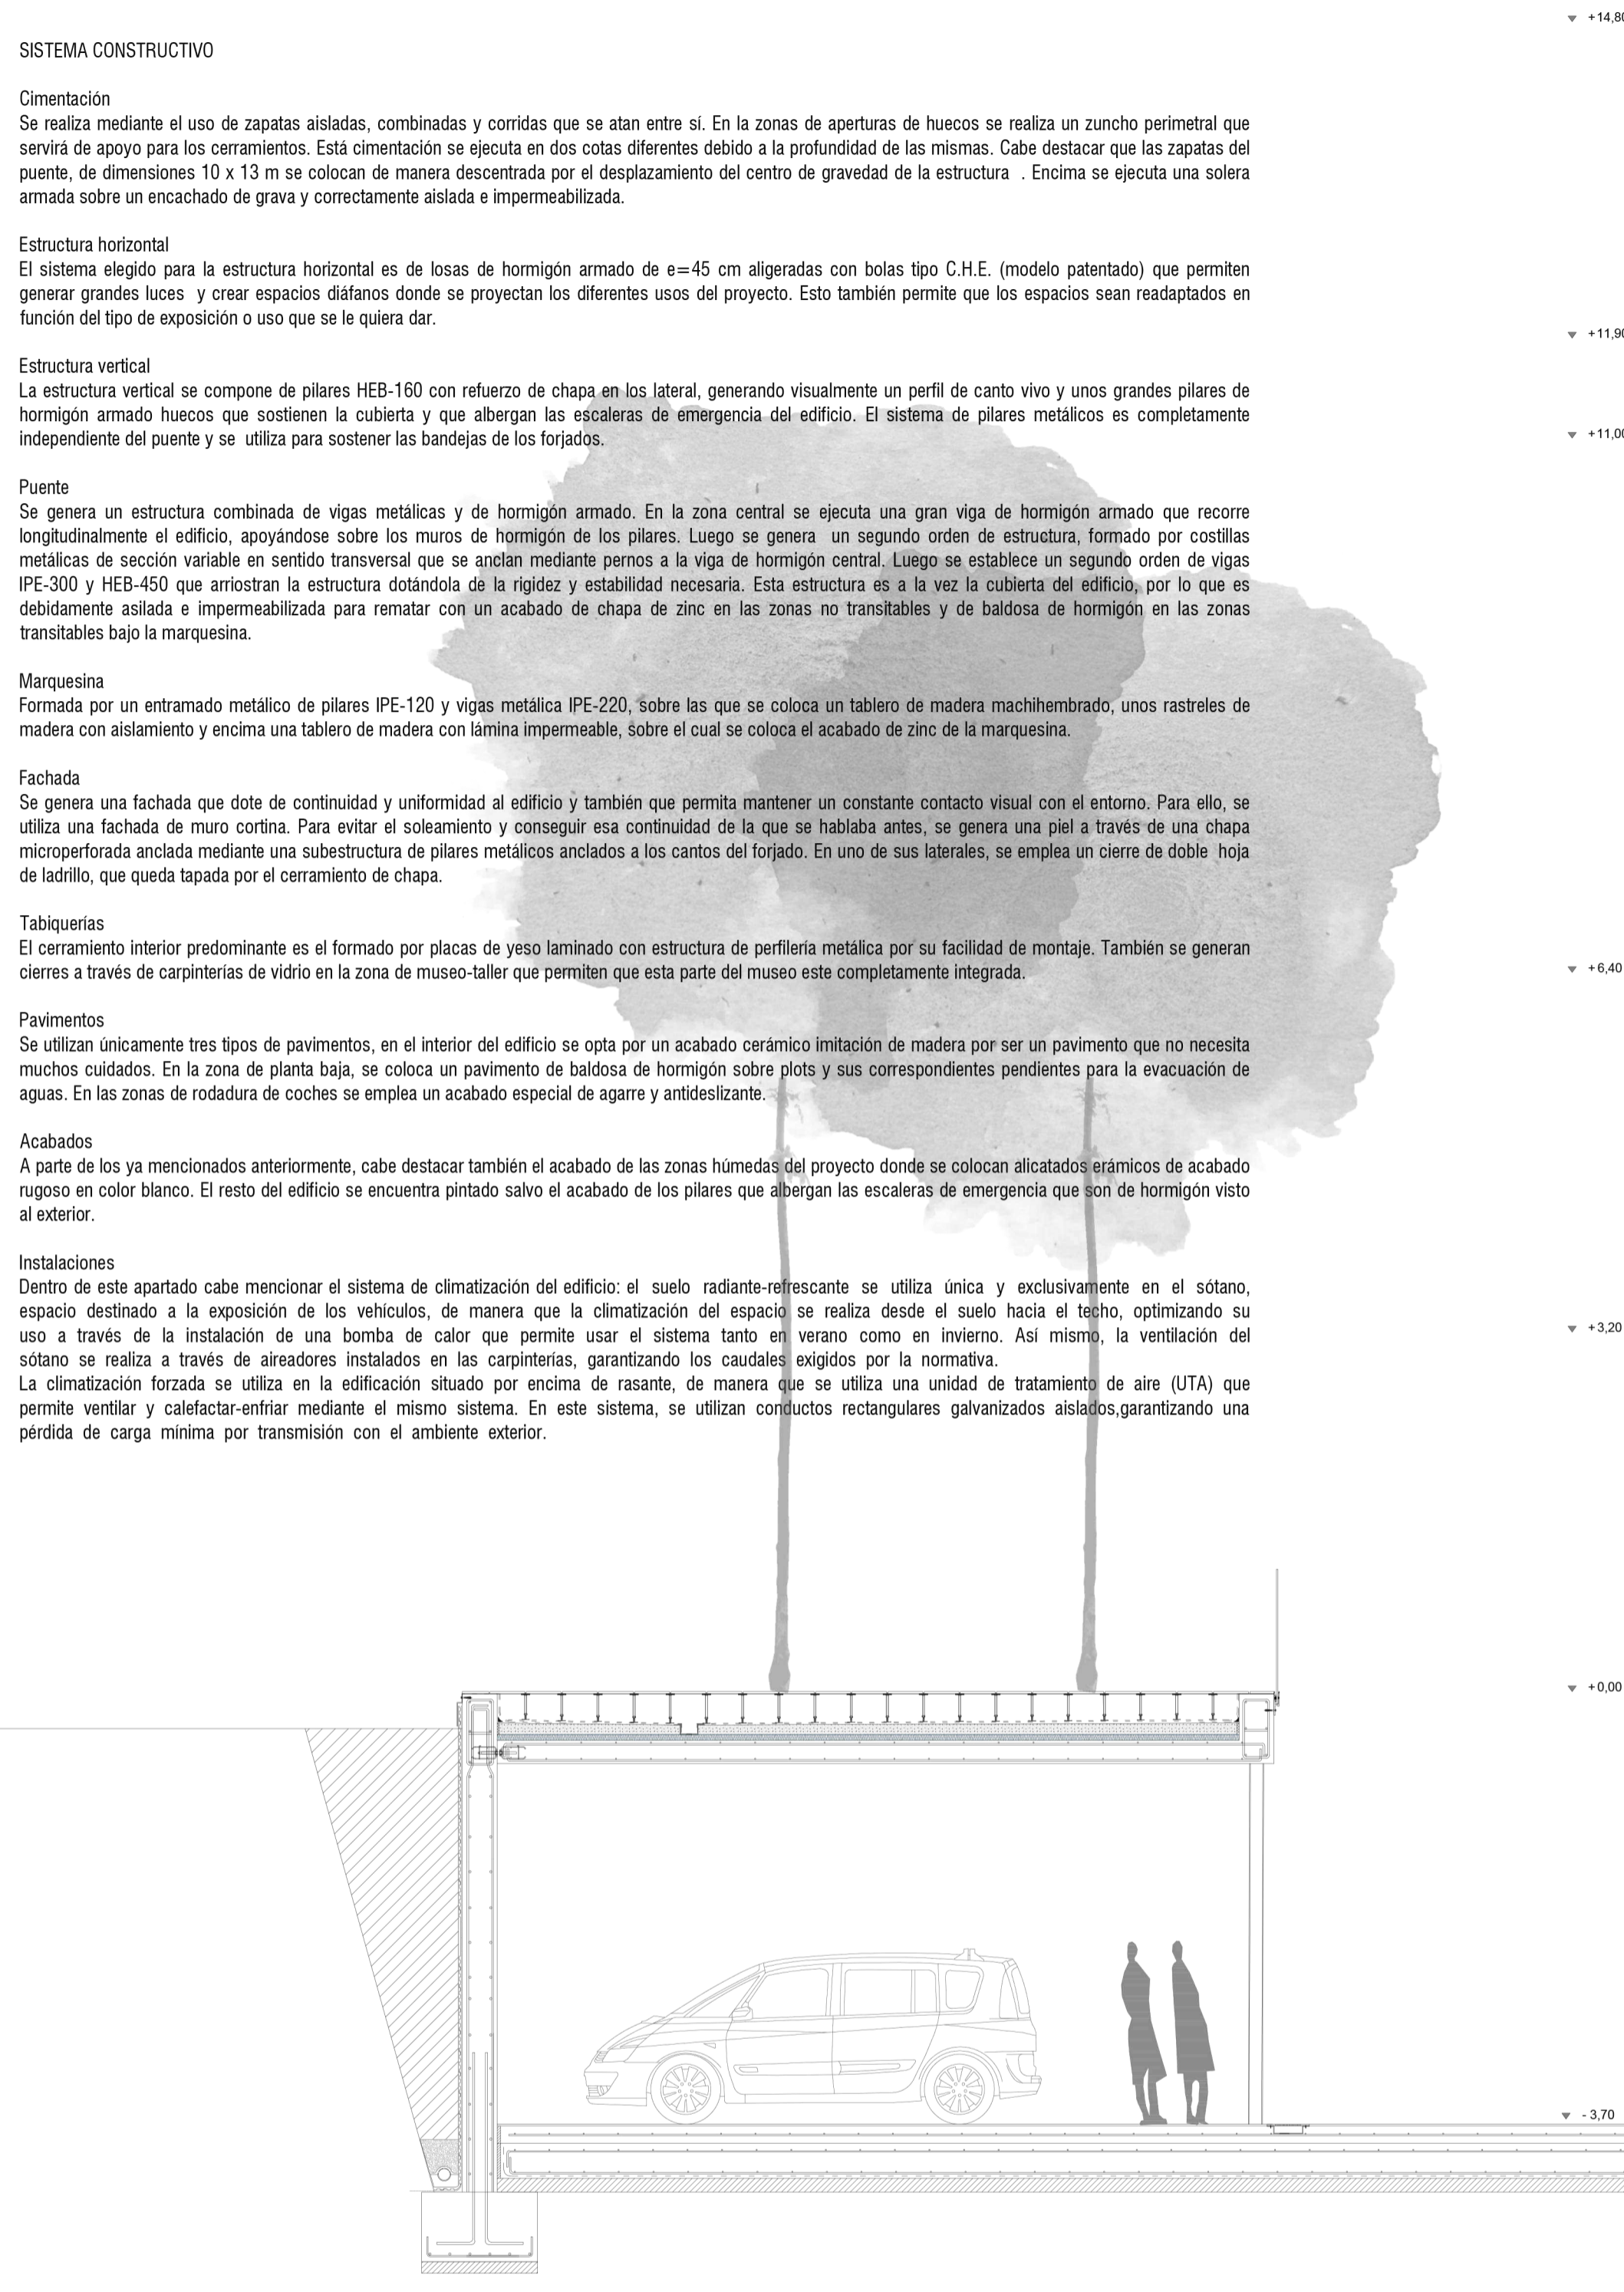 +14,80
SISTEMA CONSTRUCTIVO
Cimentación
Se realiza mediante el uso de zapatas aisladas, combinadas y corridas que se atan entre sí. En la zonas de aperturas de huecos se realiza un zuncho perimetral que
servirá de apoyo para los cerramientos. Está cimentación se ejecuta en dos cotas diferentes debido a la profundidad de las mismas. Cabe destacar que las zapatas del
puente, de dimensiones 10 x 13 m se colocan de manera descentrada por el desplazamiento del centro de gravedad de la estructura . Encima se ejecuta una solera
armada sobre un encachado de grava y correctamente aislada e impermeabilizada.
Estructura horizontal
El sistema elegido para la estructura horizontal es de losas de hormigón armado de e=45 cm aligeradas con bolas tipo C.H.E. (modelo patentado) que permiten
generar grandes luces y crear espacios diáfanos donde se proyectan los diferentes usos del proyecto. Esto también permite que los espacios sean readaptados en
función del tipo de exposición o uso que se le quiera dar.
+11,90
Estructura vertical
La estructura vertical se compone de pilares HEB-160 con refuerzo de chapa en los lateral, generando visualmente un perfil de canto vivo y unos grandes pilares de
hormigón armado huecos que sostienen la cubierta y que albergan las escaleras de emergencia del edificio. El sistema de pilares metálicos es completamente
independiente del puente y se utiliza para sostener las bandejas de los forjados.
+11,00
Puente
Se genera un estructura combinada de vigas metálicas y de hormigón armado. En la zona central se ejecuta una gran viga de hormigón armado que recorre
longitudinalmente el edificio, apoyándose sobre los muros de hormigón de los pilares. Luego se genera un segundo orden de estructura, formado por costillas
metálicas de sección variable en sentido transversal que se anclan mediante pernos a la viga de hormigón central. Luego se establece un segundo orden de vigas
IPE-300 y HEB-450 que arriostran la estructura dotándola de la rigidez y estabilidad necesaria. Esta estructura es a la vez la cubierta del edificio, por lo que es
debidamente asilada e impermeabilizada para rematar con un acabado de chapa de zinc en las zonas no transitables y de baldosa de hormigón en las zonas
transitables bajo la marquesina.
Marquesina
Formada por un entramado metálico de pilares IPE-120 y vigas metálica IPE-220, sobre las que se coloca un tablero de madera machihembrado, unos rastreles de
madera con aislamiento y encima una tablero de madera con lámina impermeable, sobre el cual se coloca el acabado de zinc de la marquesina.
Fachada
Se genera una fachada que dote de continuidad y uniformidad al edificio y también que permita mantener un constante contacto visual con el entorno. Para ello, se
utiliza una fachada de muro cortina. Para evitar el soleamiento y conseguir esa continuidad de la que se hablaba antes, se genera una piel a través de una chapa
microperforada anclada mediante una subestructura de pilares metálicos anclados a los cantos del forjado. En uno de sus laterales, se emplea un cierre de doble hoja
de ladrillo, que queda tapada por el cerramiento de chapa.
Tabiquerías
El cerramiento interior predominante es el formado por placas de yeso laminado con estructura de perfilería metálica por su facilidad de montaje. También se generan
cierres a través de carpinterías de vidrio en la zona de museo-taller que permiten que esta parte del museo este completamente integrada.
+6,40
Pavimentos
Se utilizan únicamente tres tipos de pavimentos, en el interior del edificio se opta por un acabado cerámico imitación de madera por ser un pavimento que no necesita
muchos cuidados. En la zona de planta baja, se coloca un pavimento de baldosa de hormigón sobre plots y sus correspondientes pendientes para la evacuación de
aguas. En las zonas de rodadura de coches se emplea un acabado especial de agarre y antideslizante.
Acabados
A parte de los ya mencionados anteriormente, cabe destacar también el acabado de las zonas húmedas del proyecto donde se colocan alicatados erámicos de acabado
rugoso en color blanco. El resto del edificio se encuentra pintado salvo el acabado de los pilares que albergan las escaleras de emergencia que son de hormigón visto
al exterior.
Instalaciones
Dentro de este apartado cabe mencionar el sistema de climatización del edificio: el suelo radiante-refrescante se utiliza única y exclusivamente en el sótano,
espacio destinado a la exposición de los vehículos, de manera que la climatización del espacio se realiza desde el suelo hacia el techo, optimizando su
uso a través de la instalación de una bomba de calor que permite usar el sistema tanto en verano como en invierno. Así mismo, la ventilación del
+3,20
sótano se realiza a través de aireadores instalados en las carpinterías, garantizando los caudales exigidos por la normativa.
La climatización forzada se utiliza en la edificación situado por encima de rasante, de manera que se utiliza una unidad de tratamiento de aire (UTA) que
permite ventilar y calefactar-enfriar mediante el mismo sistema. En este sistema, se utilizan conductos rectangulares galvanizados aislados,garantizando una
pérdida de carga mínima por transmisión con el ambiente exterior.
+0,00
- 3,70